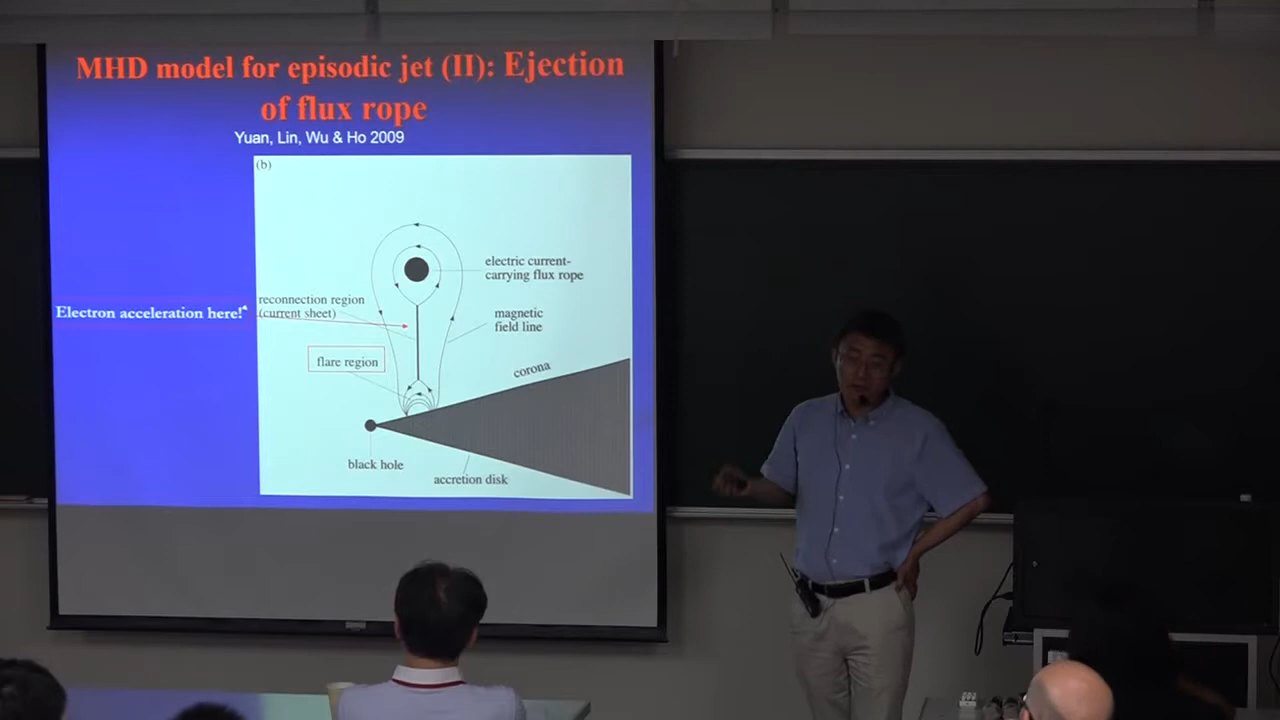 MHD model for episodic jet (II): Ejection
of flux rope
Yuan, Lin, Wu & Ho 2009
(b)
electric current-
carrying flux rope
Electron acceleration here!
reconnection region
(current sheet)
magnetic
field line
flare region
corona
black hole
accretion disk